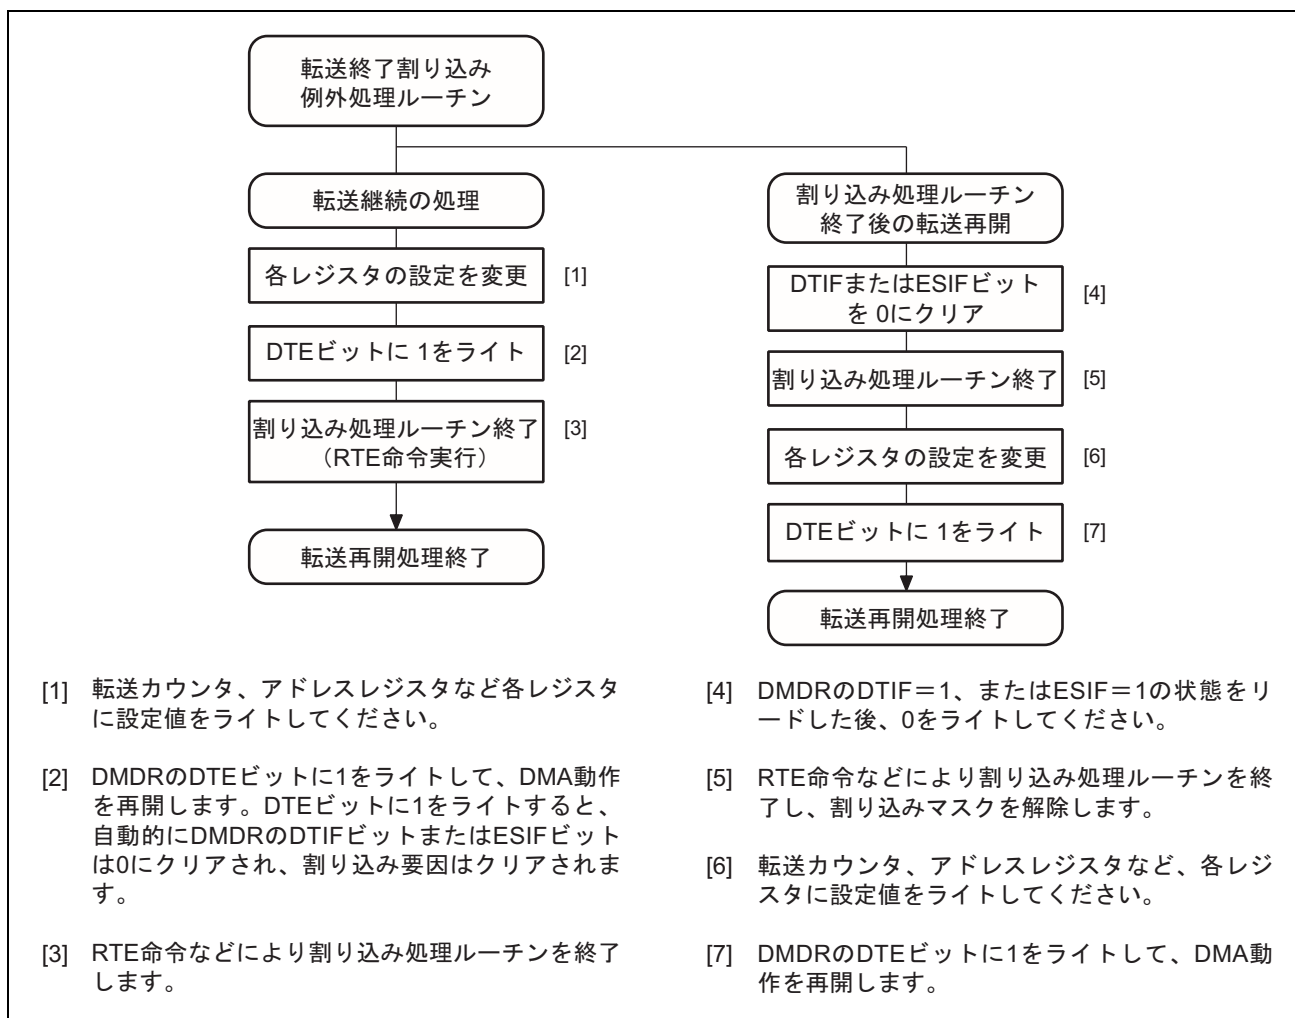 転送終了割り込み
例外処理ルーチン
転送継続の処理
各レジスタの設定を変更
[1]
DTEビットに 1をライト
[2]
割り込み処理ルーチン終了
（RTE命令実行）
[3]
転送再開処理終了
割り込み処理ルーチン
終了後の転送再開
DTIFまたはESIFビット
を 0にクリア
[4]
割り込み処理ルーチン終了
[5]
各レジスタの設定を変更
[6]
DTEビットに 1をライト
[7]
転送再開処理終了
[1] 転送カウンタ、アドレスレジスタなど各レジスタ
に設定値をライトしてください。
[2] DMDRのDTEビットに1をライトして、DMA動作
を再開します。DTEビットに1をライトすると、
自動的にDMDRのDTIFビットまたはESIFビット
は0にクリアされ、割り込み要因はクリアされま
す。
[3] RTE命令などにより割り込み処理ルーチンを終了
します。
[4] DMDRのDTIF＝1、またはESIF＝1の状態をリ
ードした後、0をライトしてください。
[5] RTE命令などにより割り込み処理ルーチンを終
了し、割り込みマスクを解除します。
[6] 転送カウンタ、アドレスレジスタなど、各レジ
スタに設定値をライトしてください。
[7] DMDRのDTEビットに1をライトして、DMA動
作を再開します。